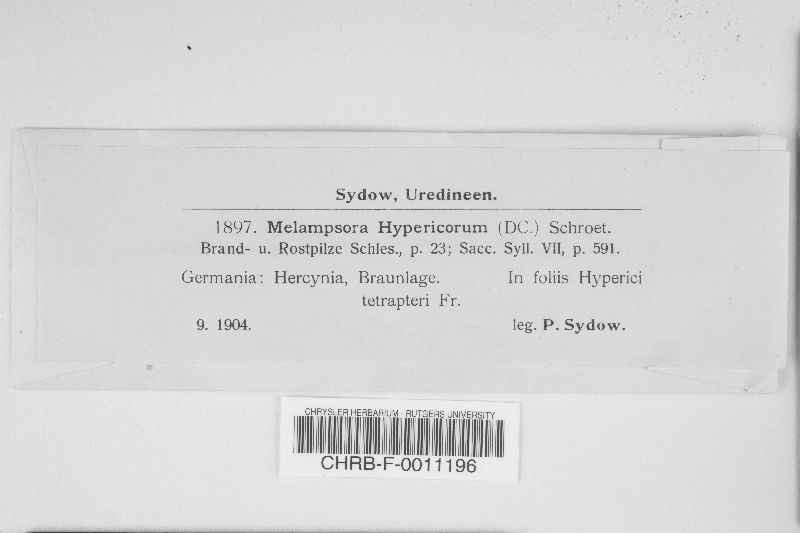 Sydow, Uredineen.
1897. Melampsora Hypericorum (DC.) Schroet.
Brand- u. Rostpilze Schles., p. 23; Sacc. Syll. VII, p. 591.
Germania: Hercynia, Braunlage. In foliis Hyperici
tetrapteri Fr.
9. 1904. leg. P. Sydow.
CHRYSLER HERBARIUM - RUTGERS UNIVERSITY
CHRB-F-0011196